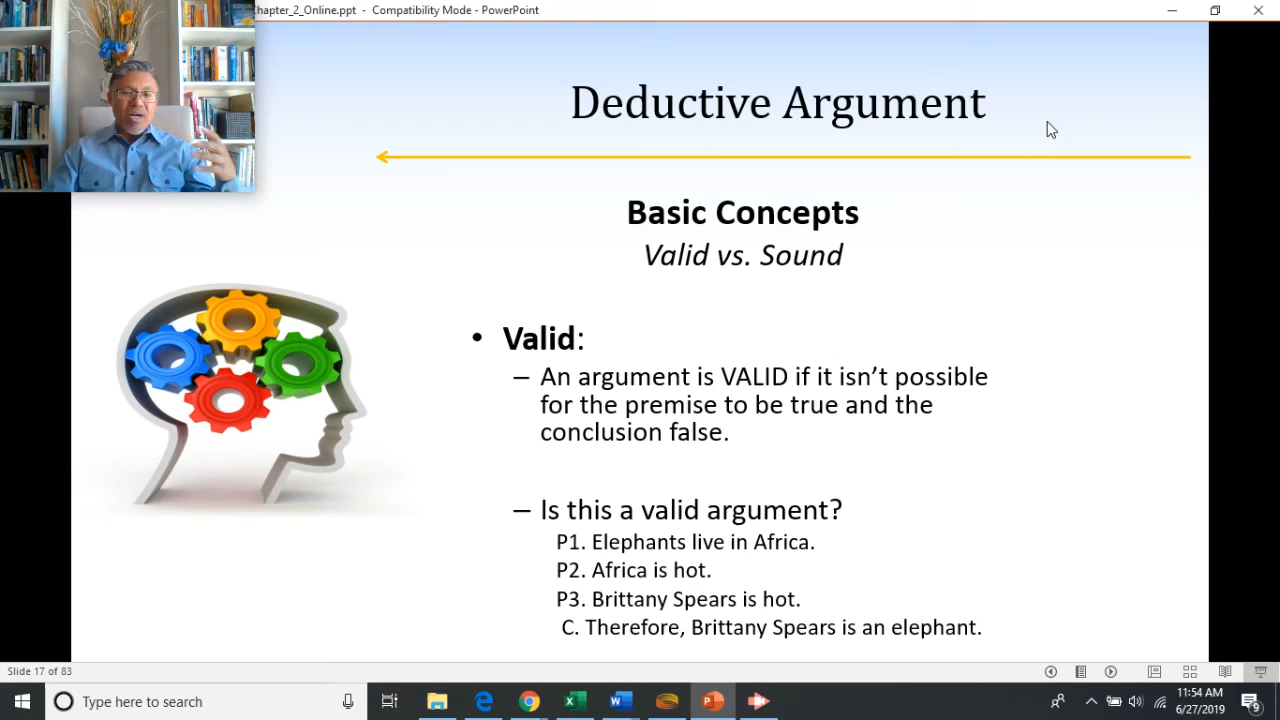 Chapter_2_Online.ppt - Compatibility Mode - PowerPoint
Deductive Argument
Basic Concepts
Valid vs. Sound
• Valid:
– An argument is VALID if it isn’t possible
for the premise to be true and the
conclusion false.
– Is this a valid argument?
P1. Elephants live in Africa.
P2. Africa is hot.
P3. Brittany Spears is hot.
C. Therefore, Brittany Spears is an elephant.
Slide 17 of 83
Type here to search
11:54 AM
6/27/2019
9